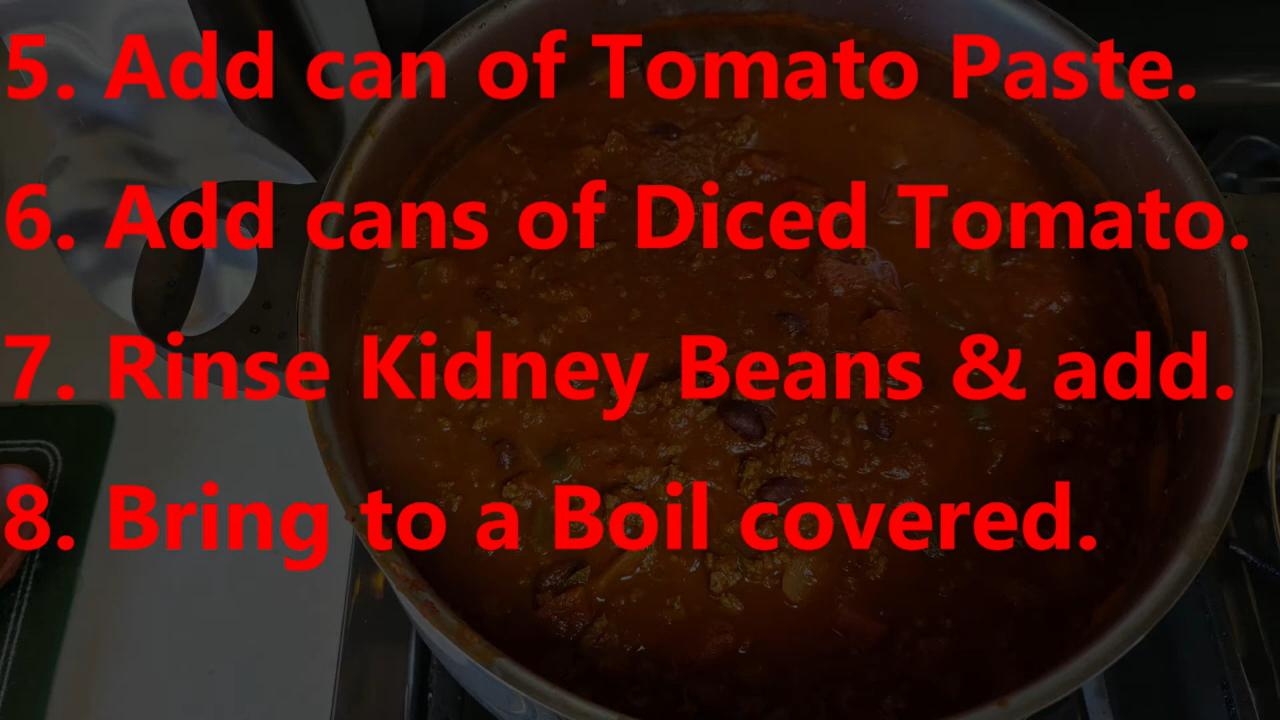 5. Add can of Tomato Paste.
6. Add cans of Diced Tomato.
7. Rinse Kidney Beans & add.
8. Bring to a Boil covered.